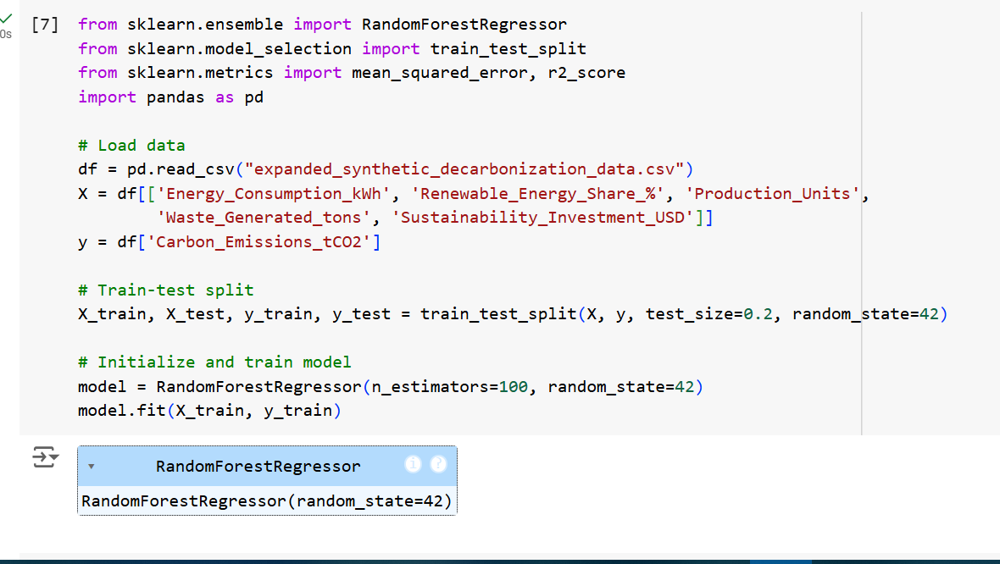 [7] from sklearn.ensemble import RandomForestRegressor
from sklearn.model_selection import train_test_split
from sklearn.metrics import mean_squared_error, r2_score
import pandas as pd
# Load data
df = pd.read_csv("expanded_synthetic_decarbonization_data.csv")
X = df[['Energy_Consumption_kWh', 'Renewable_Energy_Share_%', 'Production_Units',
'Waste_Generated_tons', 'Sustainability_Investment_USD']]
y = df['Carbon_Emissions_tCO2']
# Train-test split
X_train, X_test, y_train, y_test = train_test_split(X, y, test_size=0.2, random_state=42)
# Initialize and train model
model = RandomForestRegressor(n_estimators=100, random_state=42)
model.fit(X_train, y_train)
0s
RandomForestRegressor i ?
RandomForestRegressor(random_state=42)